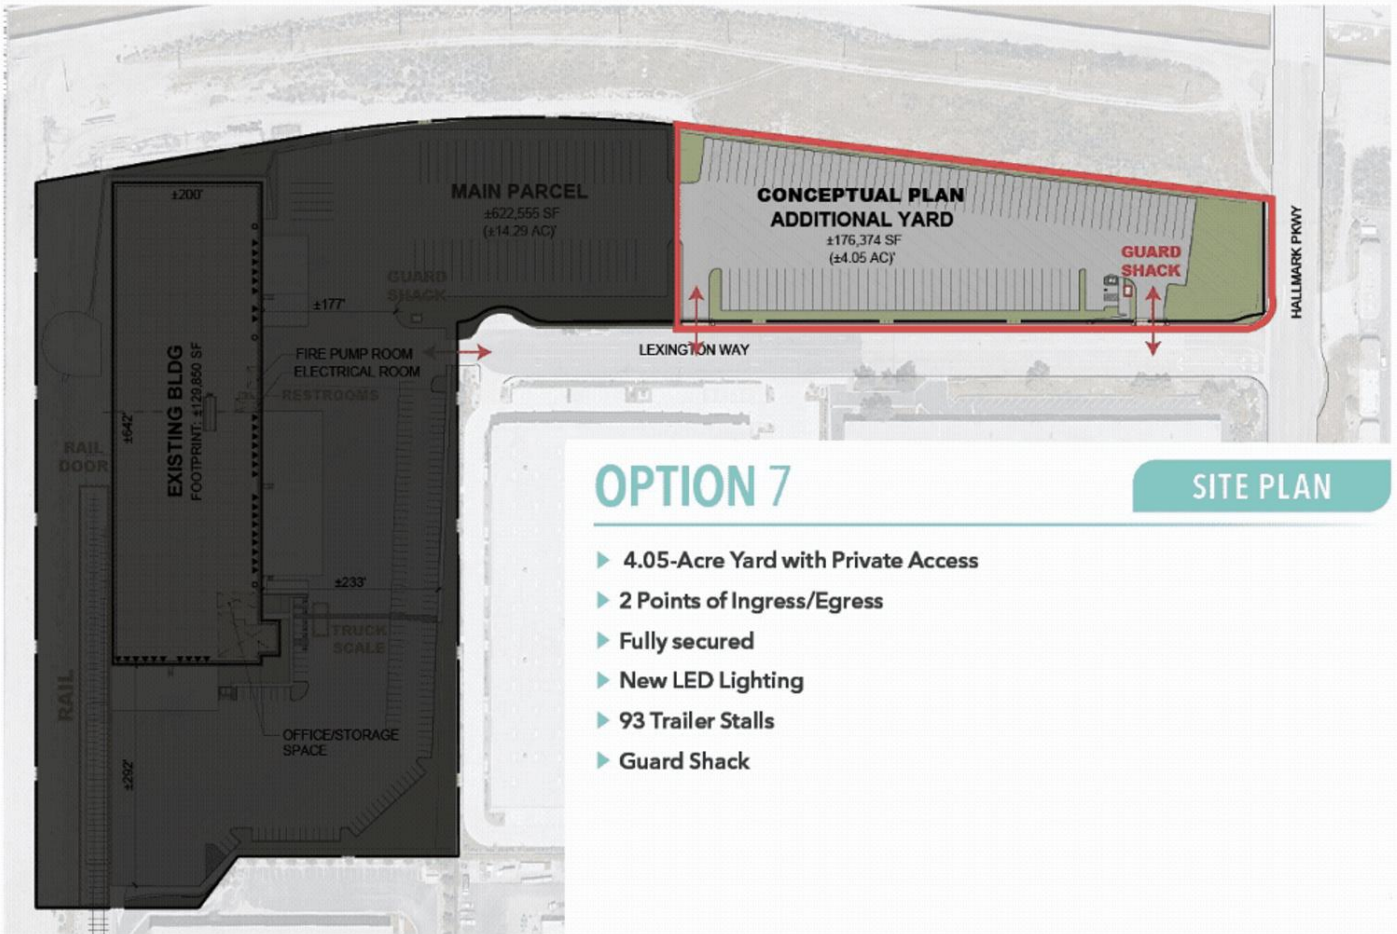 ±200'
MAIN PARCEL
±622,555 SF
(±14.29 AC)'
CONCEPTUAL PLAN
ADDITIONAL YARD
±176,374 SF
(±4.05 AC)'
GUARD
SHACK
HALLMARK PKWY
GUARD
SHACK
±177'
LEXINGTON WAY
FIRE PUMP ROOM
ELECTRICAL ROOM
RESTROOMS
EXISTING BLDG
FOOTPRINT: ±129,850 SF
±642'
RAIL
DOOR
±233'
TRUCK
SCALE
RAIL
OFFICE/STORAGE
SPACE
±292'
OPTION 7
SITE PLAN
4.05-Acre Yard with Private Access
2 Points of Ingress/Egress
Fully secured
New LED Lighting
93 Trailer Stalls
Guard Shack